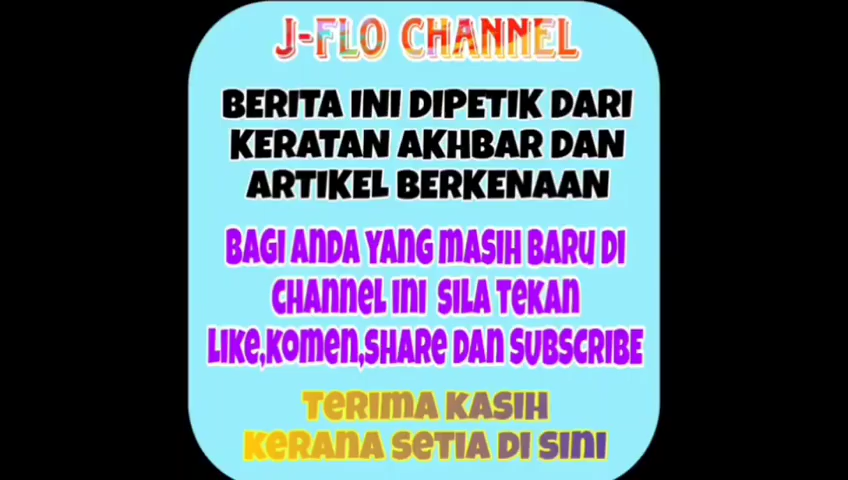 J-FLO CHANNEL
BERITA INI DIPETIK DARI
KERATAN AKHBAR DAN
ARTIKEL BERKENAAN
BAGI ANDA YANG MASIH BARU DI
CHANNEL INI SILA TEKAN
LIKE,KOMEN,SHARE DAN SUBSCRIBE
TERIMA KASIH
KERANA SETIA DI SINI